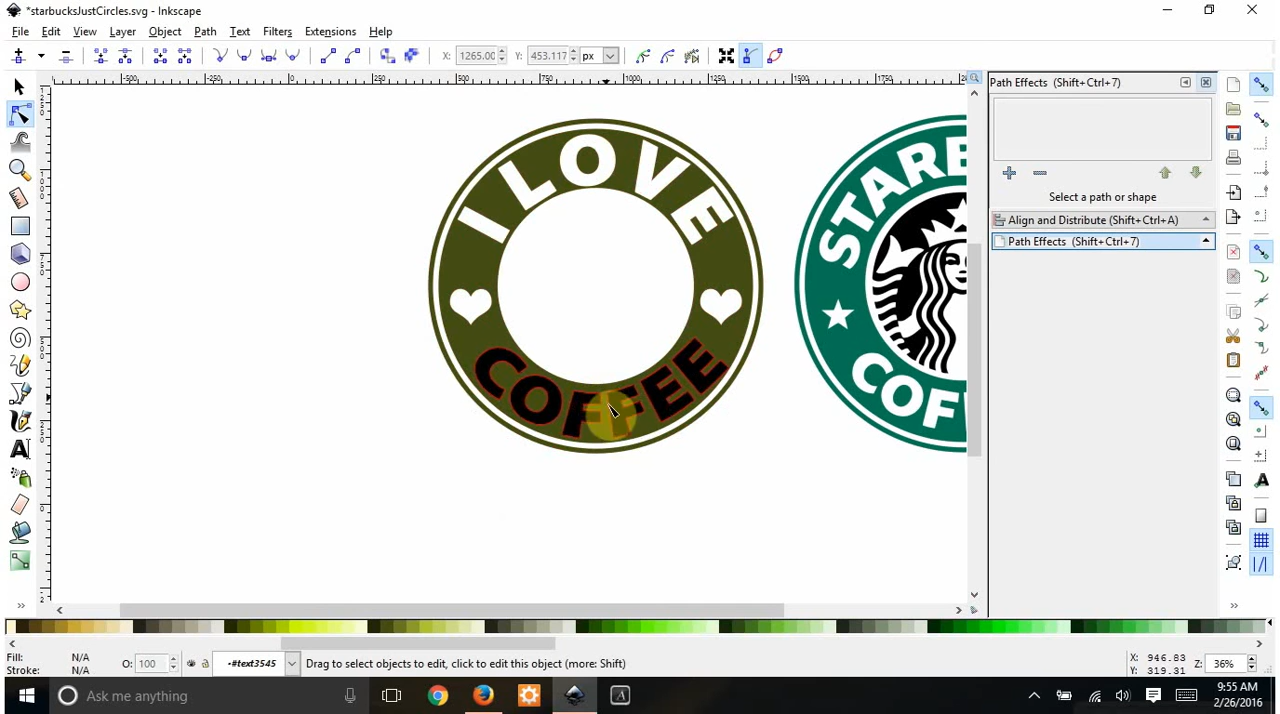 *starbucksJustCircles.svg - Inkscape
File Edit View Layer Object Path Text Filters Extensions Help
X: 1265.00 Y: 453.117 px
Path Effects (Shift+Ctrl+7)
Select a path or shape
Align and Distribute (Shift+Ctrl+A)
Path Effects (Shift+Ctrl+7)
I LOVE
COFFEE
COF
Fill: N/A
Stroke: N/A
O: 100
-#text3545
Drag to select objects to edit, click to edit this object (more: Shift)
X: 946.83
Y: 319.31
Z: 36%
Ask me anything
9:55 AM
2/26/2016